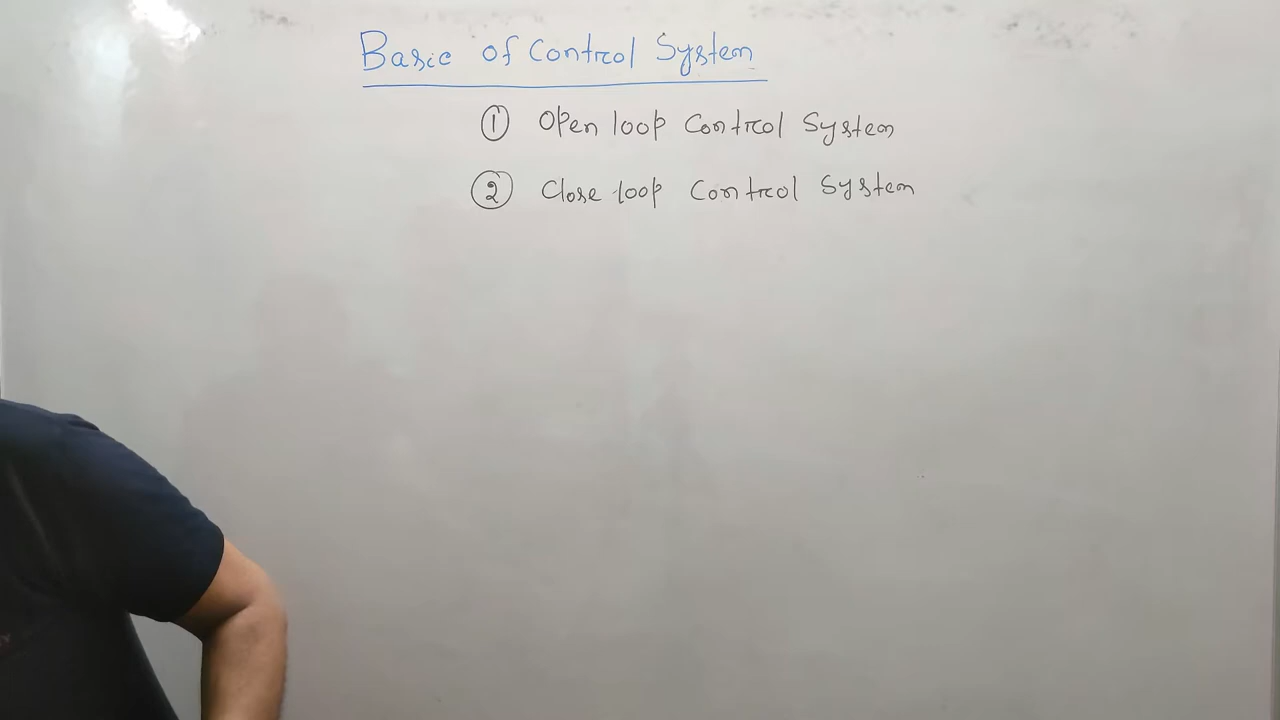 Basic of Control System
① Open loop Control System
② Close loop Control System